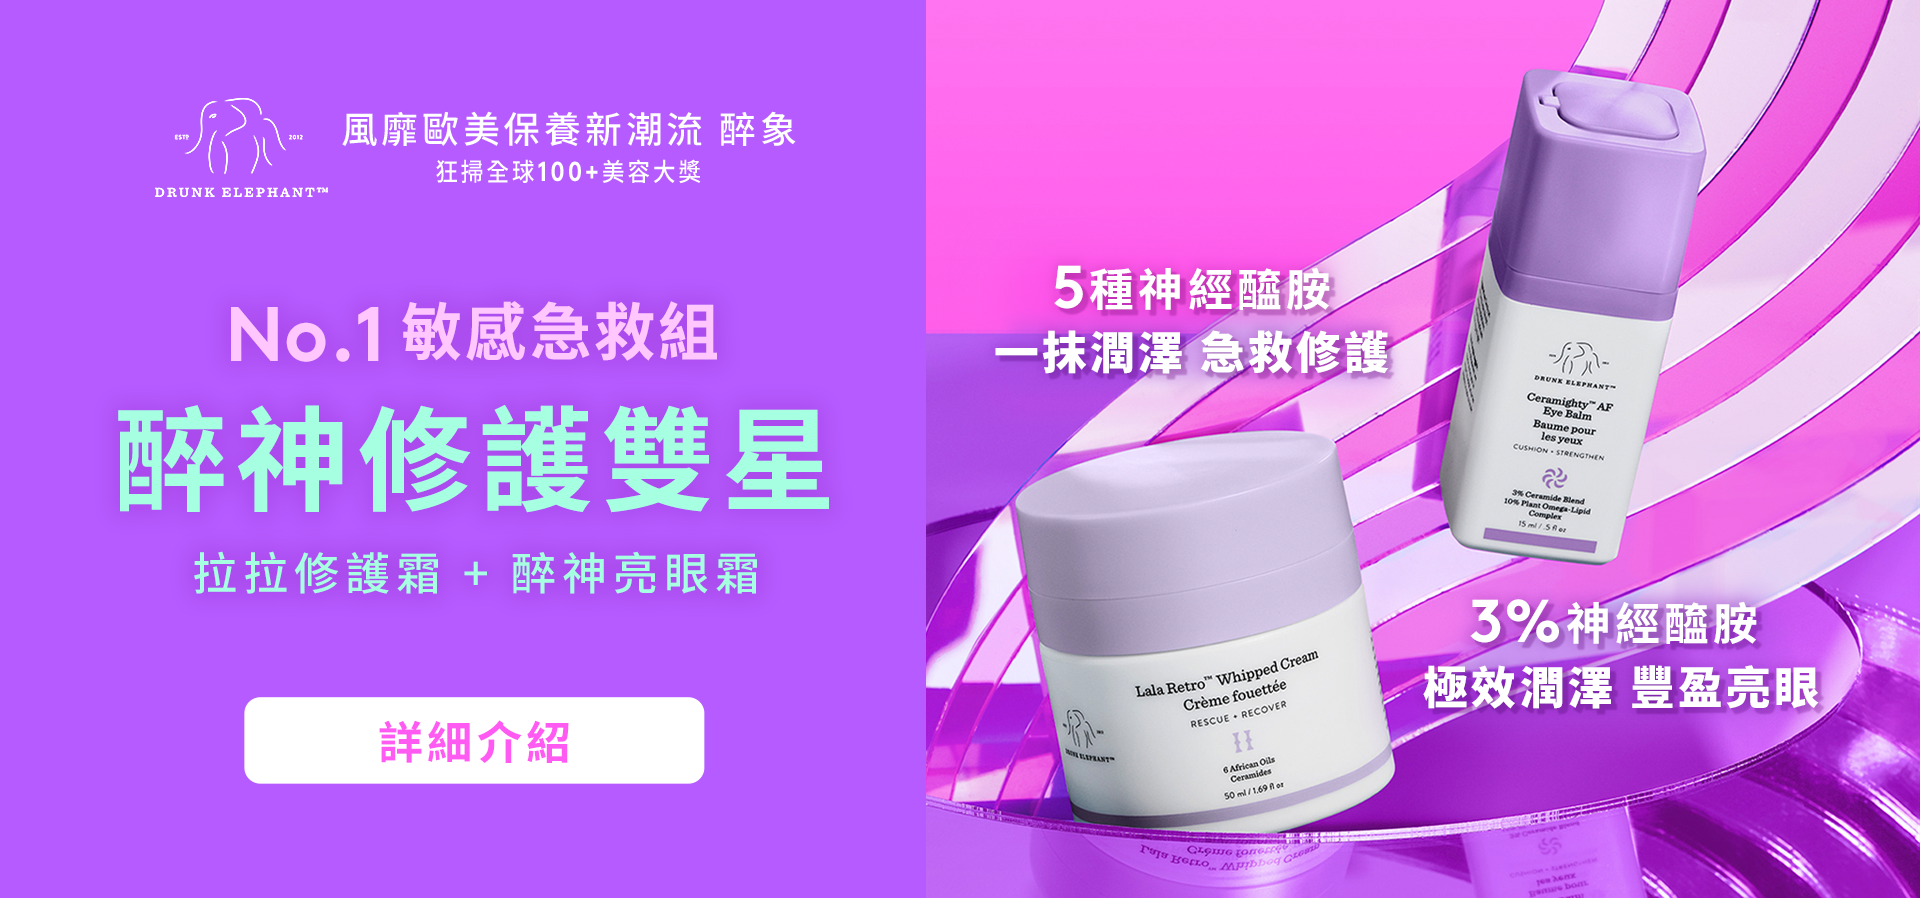 ESTD 2012
DRUNK ELEPHANT™
風靡歐美保養新潮流 醉象
狂掃全球100+美容大獎
No.1 敏感急救組
醉神修護雙星
拉拉修護霜 + 醉神亮眼霜
詳細介紹
5種神經醯胺
一抹潤澤 急救修護
DRUNK ELEPHANT™
Ceramighty™ AF
Eye Balm
Baume pour
les yeux
CUSHION • STRENGTHEN
3% Ceramide Blend
10% Plant Omega-Lipid
Complex
15 ml / .5 fl oz
3%神經醯胺
極效潤澤 豐盈亮眼
Lala Retro™ Whipped Cream
Crème fouettée
RESCUE • RECOVER
DRUNK ELEPHANT™
6 African Oils
Ceramides
50 ml / 1.69 fl oz